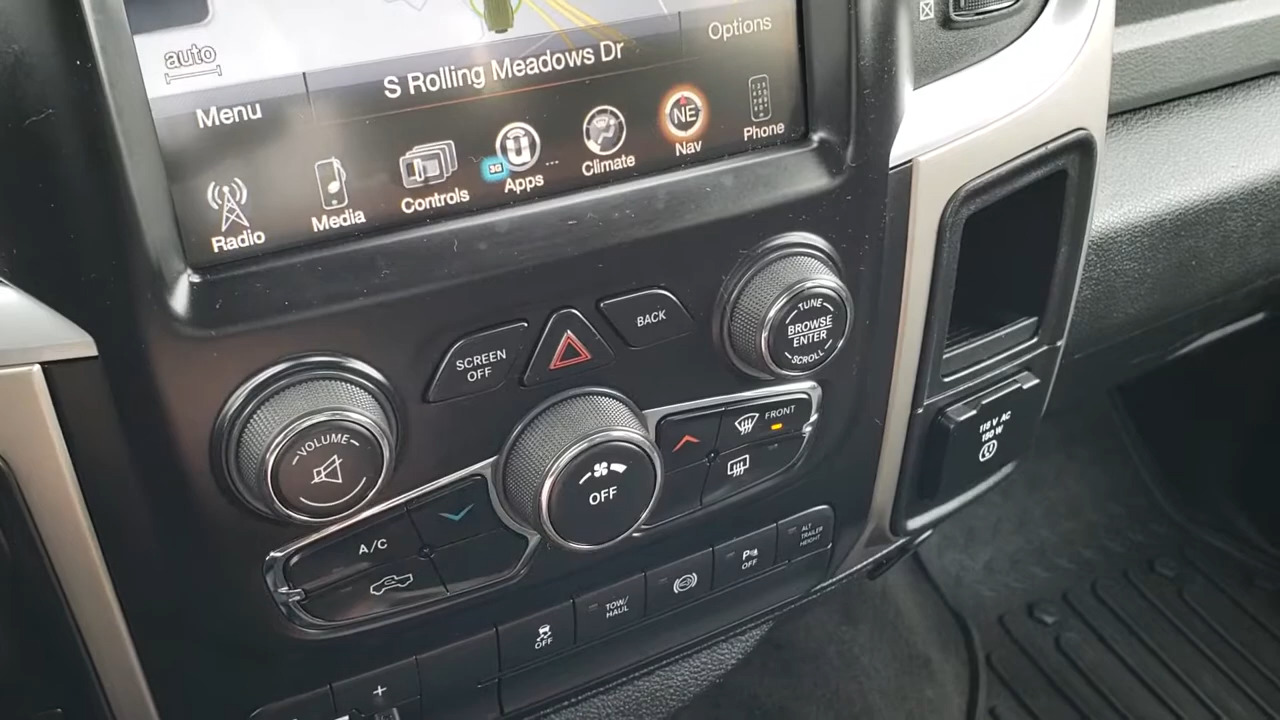 auto
S Rolling Meadows Dr
Options
Menu
Radio
Media
Controls
3G
Apps
Climate
NE
Nav
Phone
SCREEN
OFF
BACK
TUNE
BROWSE
ENTER
SCROLL
VOLUME
OFF
FRONT
A/C
115 V AC
150 W
OFF
TOW/
HAUL
P
OFF
ALT
TRAILER
HEIGHT
+